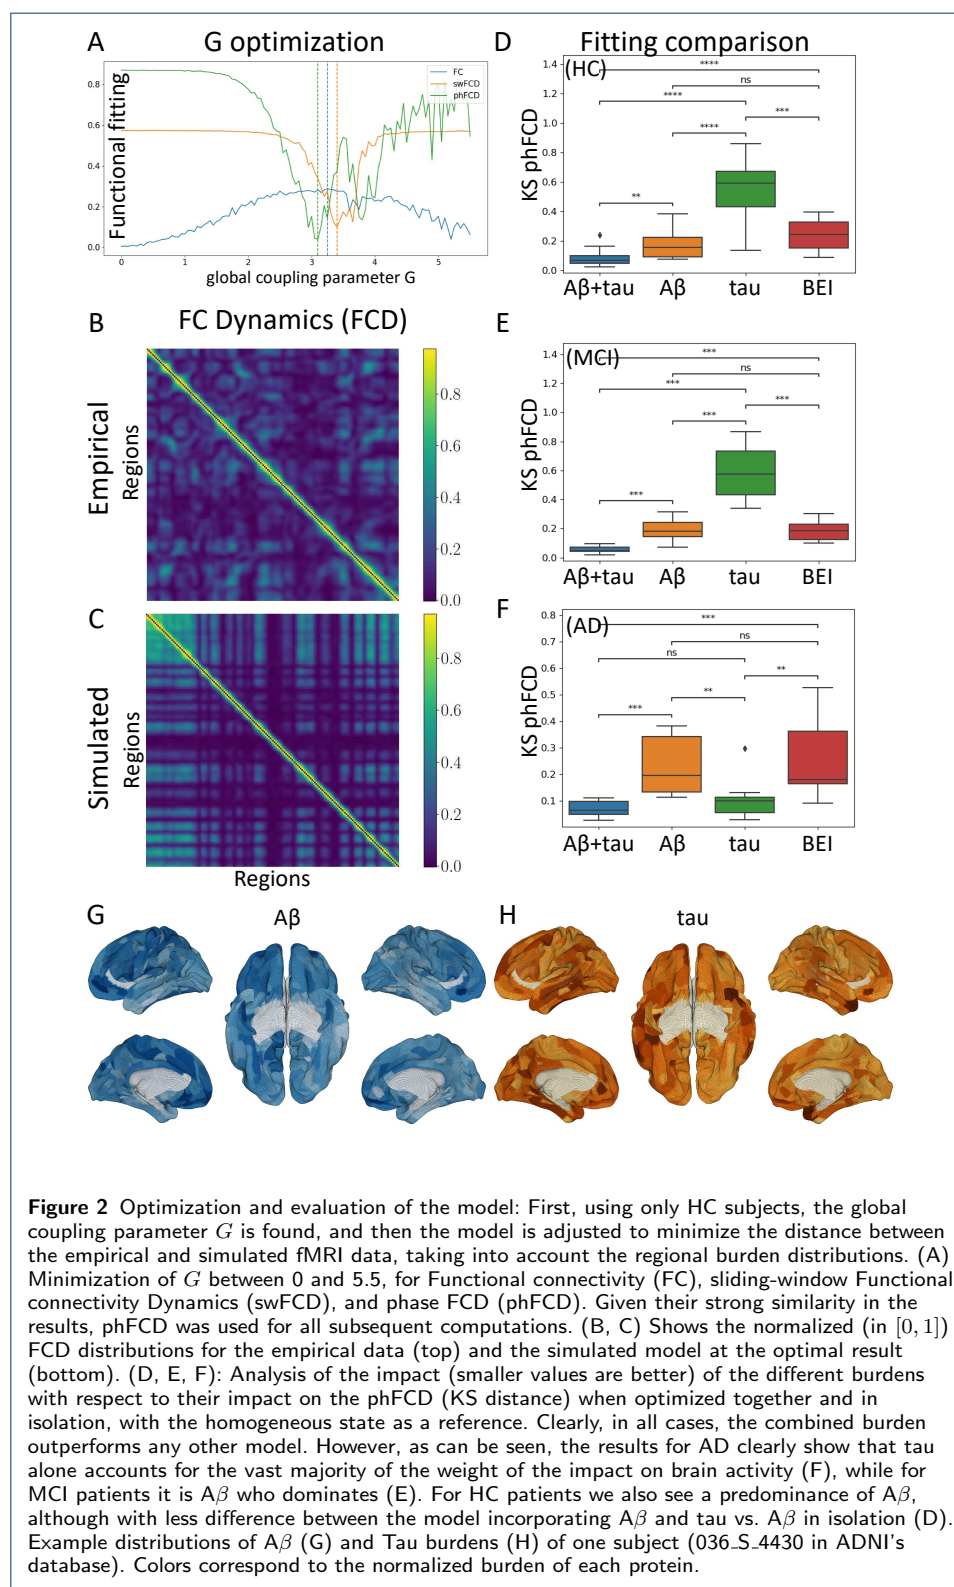 A
G optimization
Functional fitting
0.8
0.6
0.4
0.2
0.0
FC
swFCD
phFCD
0
1
2
3
4
5
global coupling parameter G
B
FC Dynamics (FCD)
Empirical
Regions
0.8
0.6
0.4
0.2
0.0
C
Simulated
Regions
0.8
0.6
0.4
0.2
0.0
Regions
D
Fitting comparison
(HC)
KS phFCD
1.4
1.2
1.0
0.8
0.6
0.4
0.2
0.0
****
ns
****
***
****
**
Aβ+tau Aβ tau BEI
E
(MCI)
KS phFCD
1.4
1.2
1.0
0.8
0.6
0.4
0.2
0.0
***
ns
***
***
***
***
Aβ+tau Aβ tau BEI
F
(AD)
KS phFCD
0.8
0.7
0.6
0.5
0.4
0.3
0.2
0.1
***
ns
ns
**
**
***
Aβ+tau Aβ tau BEI
G
Aβ
H
tau
Figure 2 Optimization and evaluation of the model: First, using only HC subjects, the global
coupling parameter G is found, and then the model is adjusted to minimize the distance between
the empirical and simulated fMRI data, taking into account the regional burden distributions. (A)
Minimization of G between 0 and 5.5, for Functional connectivity (FC), sliding-window Functional
connectivity Dynamics (swFCD), and phase FCD (phFCD). Given their strong similarity in the
results, phFCD was used for all subsequent computations. (B, C) Shows the normalized (in [0, 1])
FCD distributions for the empirical data (top) and the simulated model at the optimal result
(bottom). (D, E, F): Analysis of the impact (smaller values are better) of the different burdens
with respect to their impact on the phFCD (KS distance) when optimized together and in
isolation, with the homogeneous state as a reference. Clearly, in all cases, the combined burden
outperforms any other model. However, as can be seen, the results for AD clearly show that tau
alone accounts for the vast majority of the weight of the impact on brain activity (F), while for
MCI patients it is Aβ who dominates (E). For HC patients we also see a predominance of Aβ,
although with less difference between the model incorporating Aβ and tau vs. Aβ in isolation (D).
Example distributions of Aβ (G) and Tau burdens (H) of one subject (036_S_4430 in ADNI's
database). Colors correspond to the normalized burden of each protein.